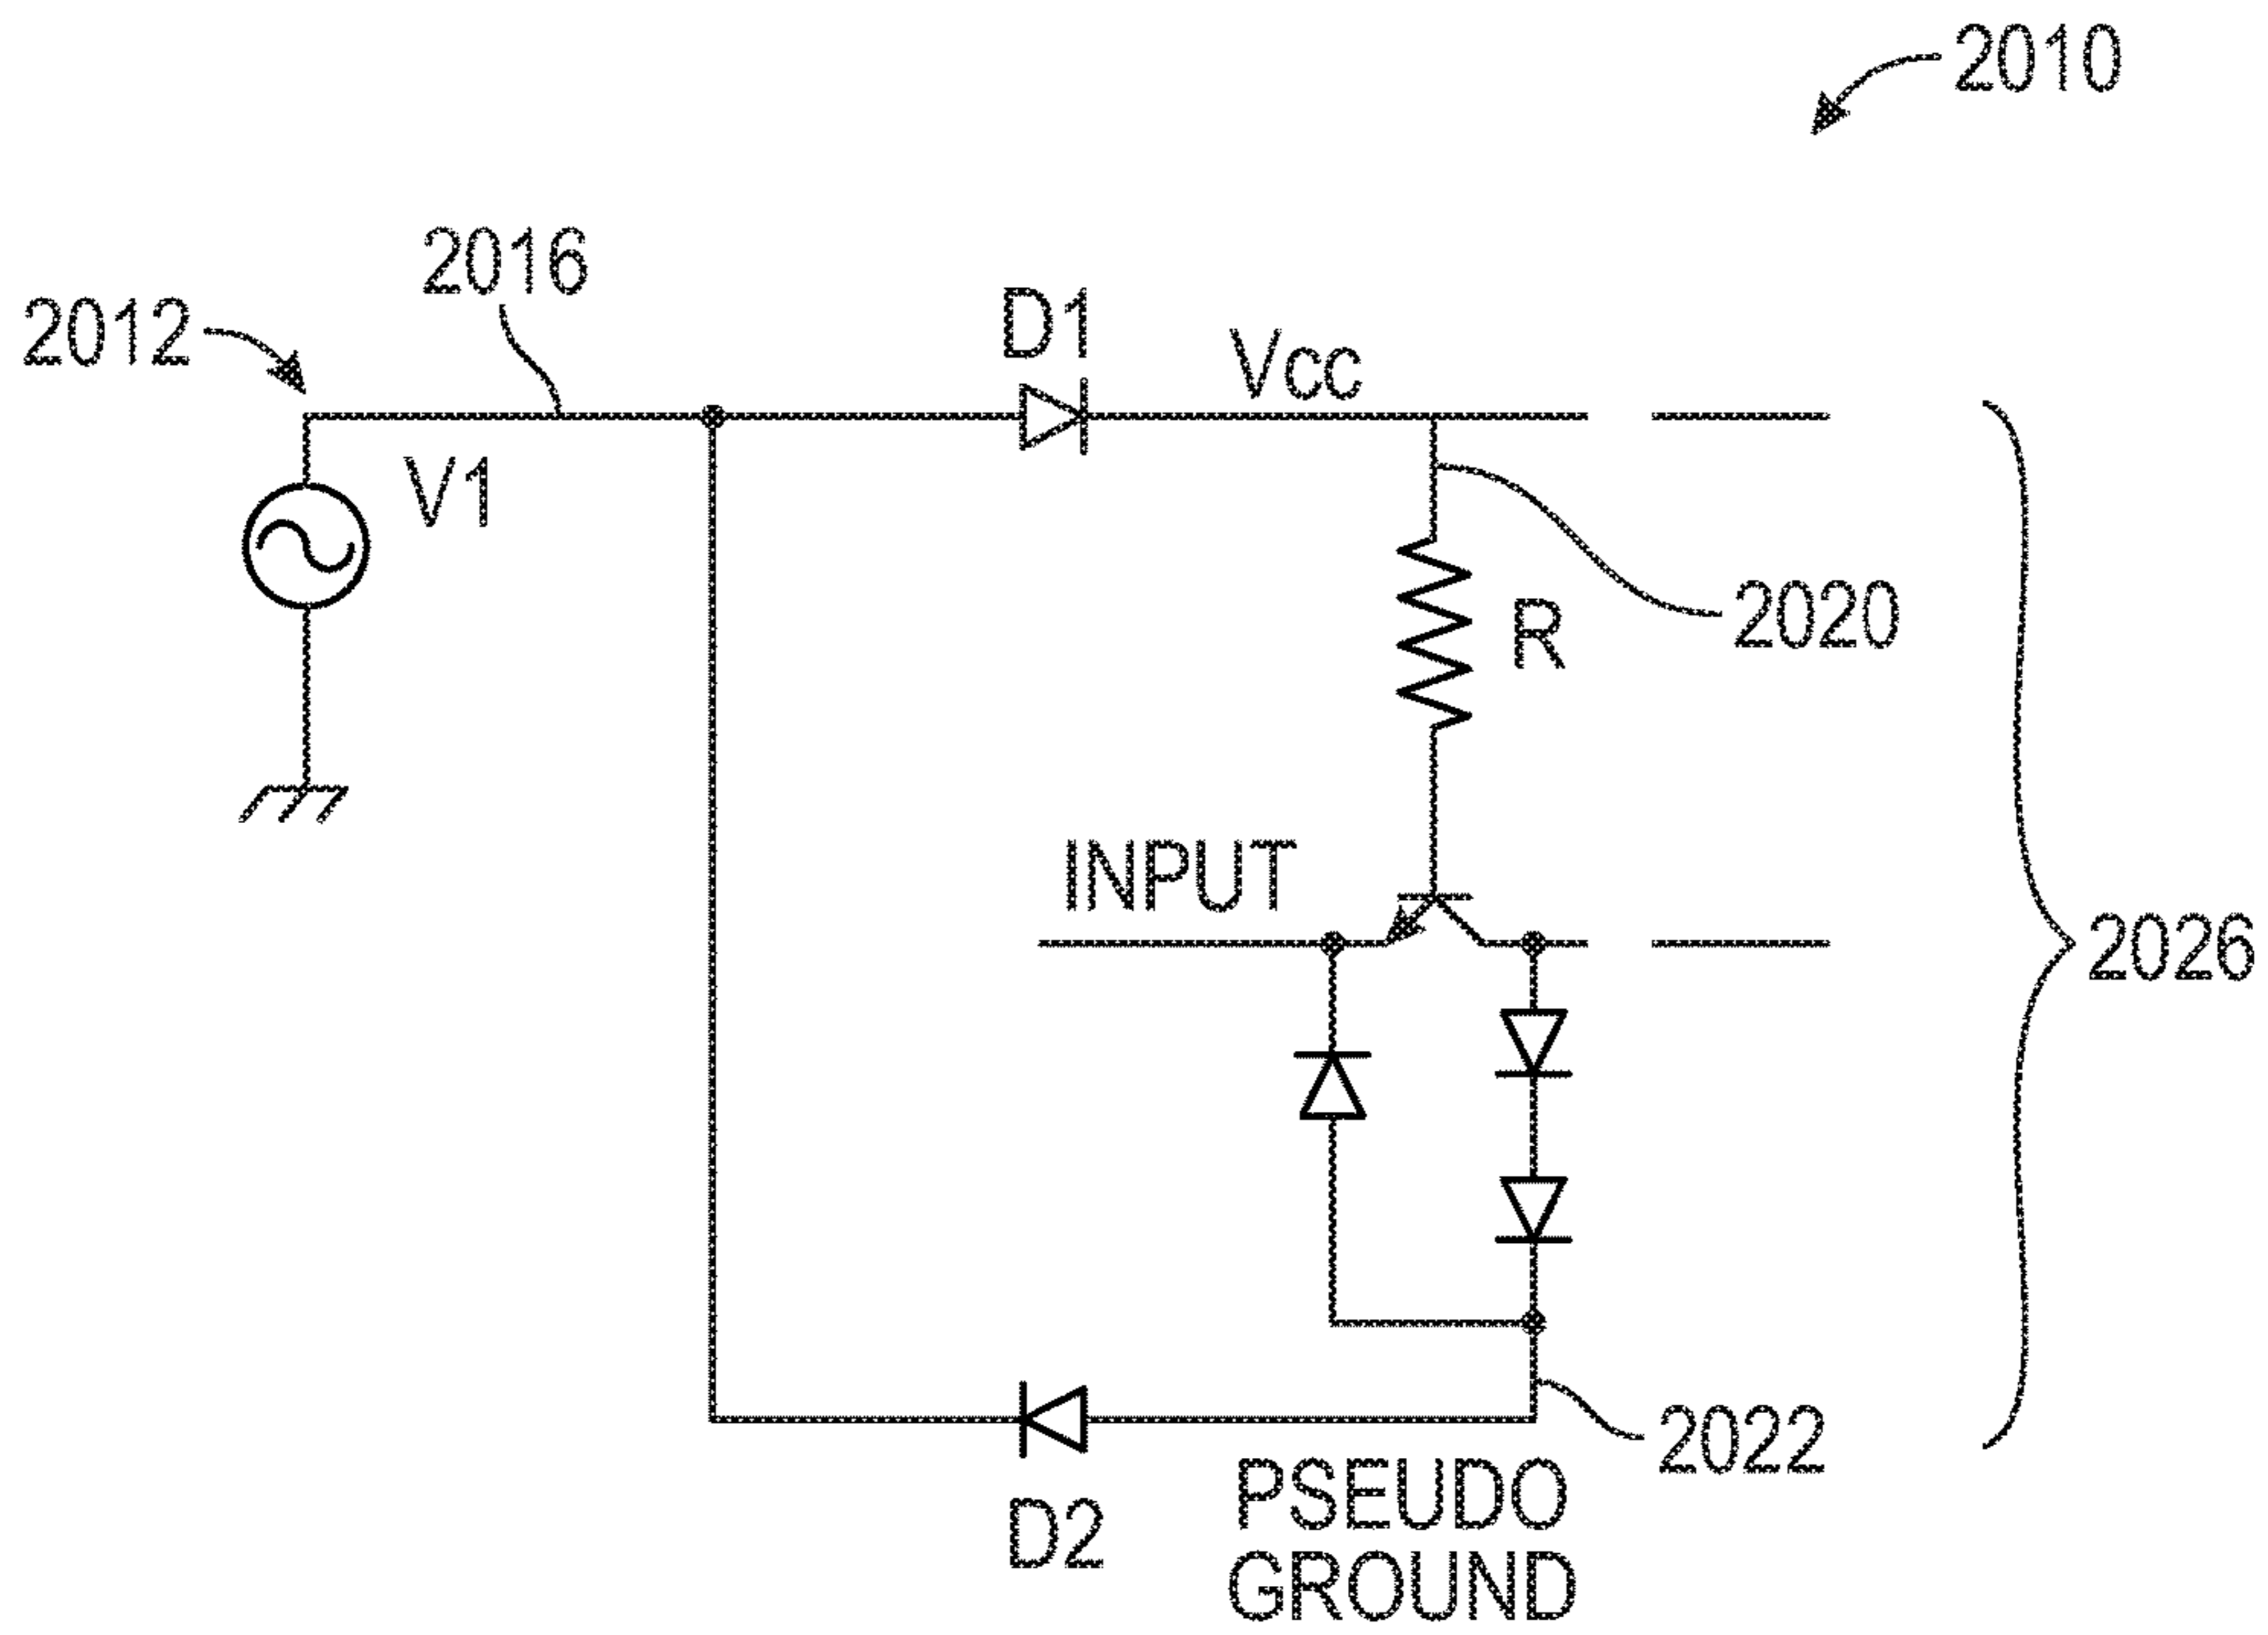 2010
2016
2012
D1
Vcc
V1
2020
R
INPUT
2026
2022
PSEUDO
GROUND
D2